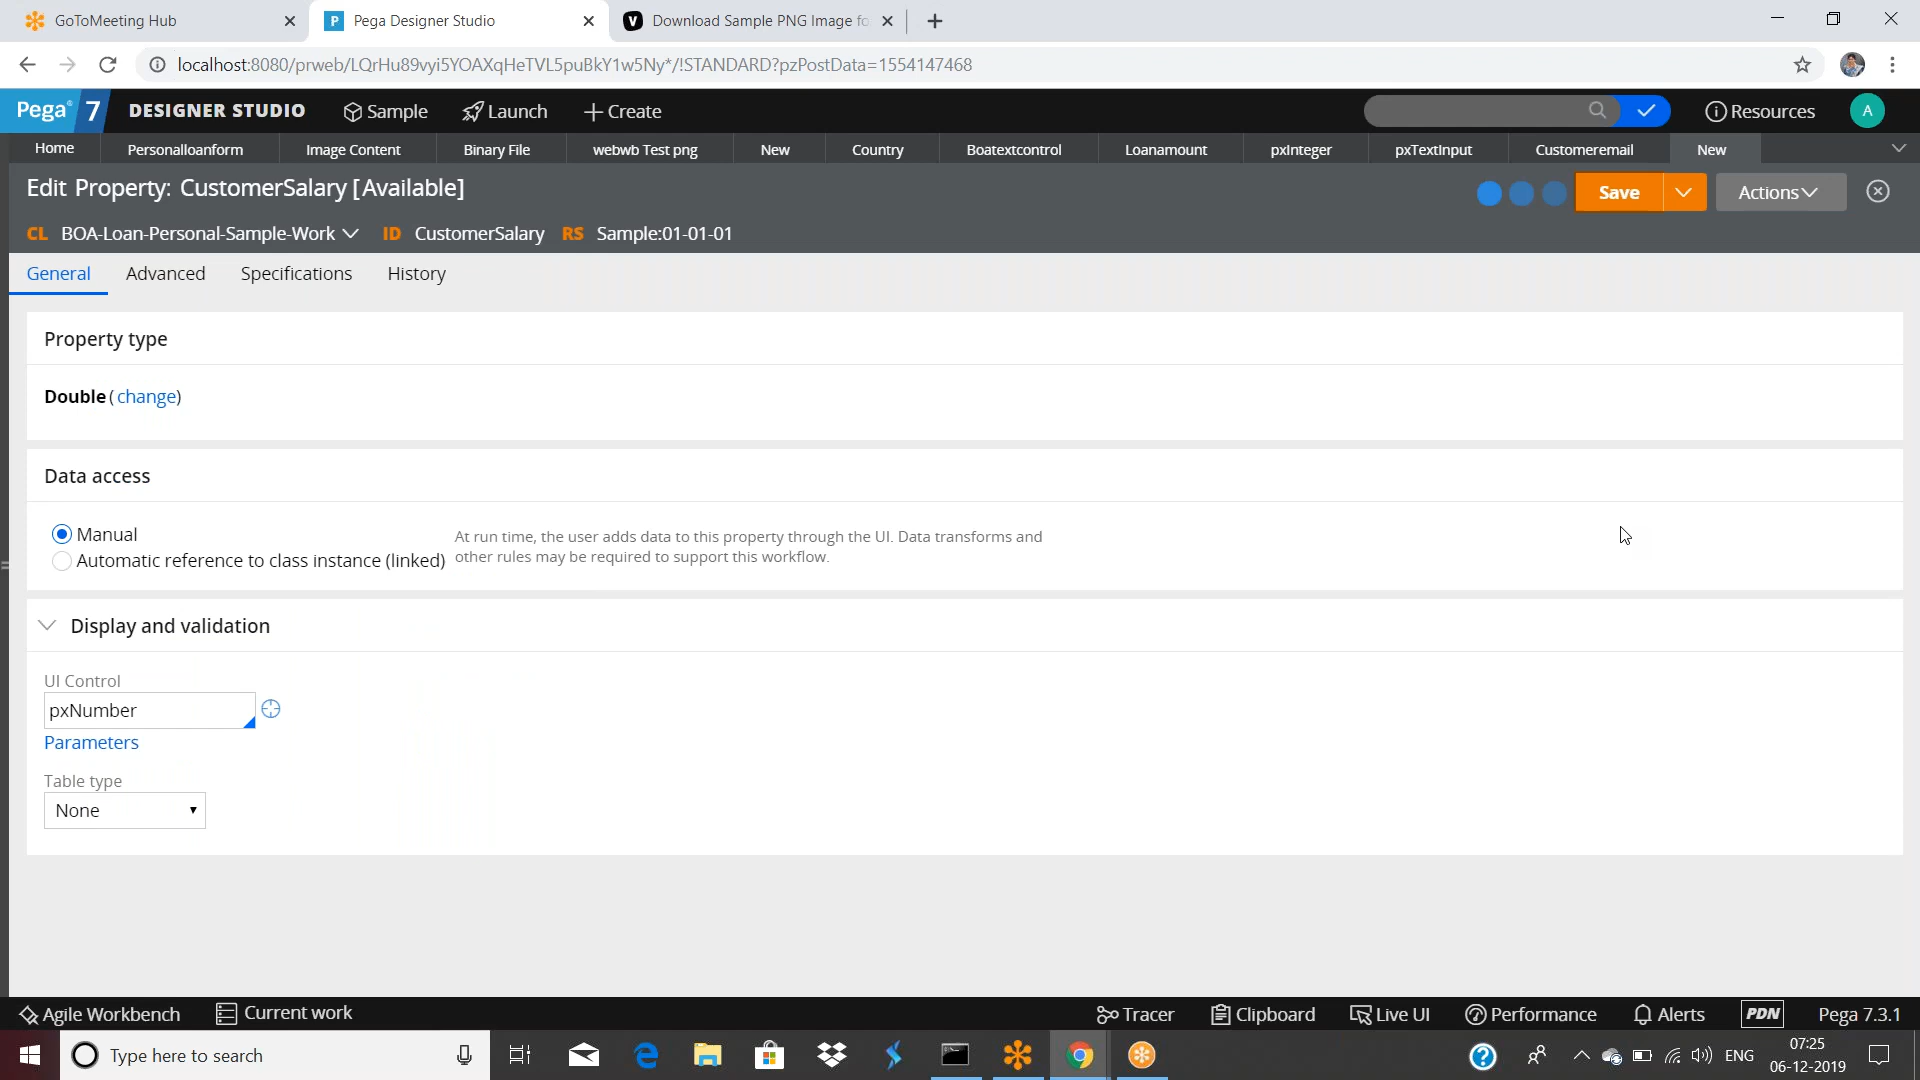 GoToMeeting Hub
Pega Designer Studio
Download Sample PNG Image fo
localhost:8080/prweb/LQrHu89vyi5YOAXqHeTVL5puBkY1w5Ny*/!STANDARD?pzPostData=1554147468
Pega 7 DESIGNER STUDIO Sample Launch Create Resources A
Home Personalloanform Image Content Binary File webwb Test png New Country Boatextcontrol Loanamount pxInteger pxTextInput Customeremail New
Edit Property: CustomerSalary [Available]
Save Actions
CL BOA-Loan-Personal-Sample-Work ID CustomerSalary RS Sample:01-01-01
General Advanced Specifications History
Property type
Double (change)
Data access
Manual
Automatic reference to class instance (linked)
At run time, the user adds data to this property through the UI. Data transforms and
other rules may be required to support this workflow.
Display and validation
UI Control
pxNumber
Parameters
Table type
None
Agile Workbench Current work Tracer Clipboard Live UI Performance Alerts PDN Pega 7.3.1
Type here to search
ENG
07:25
06-12-2019